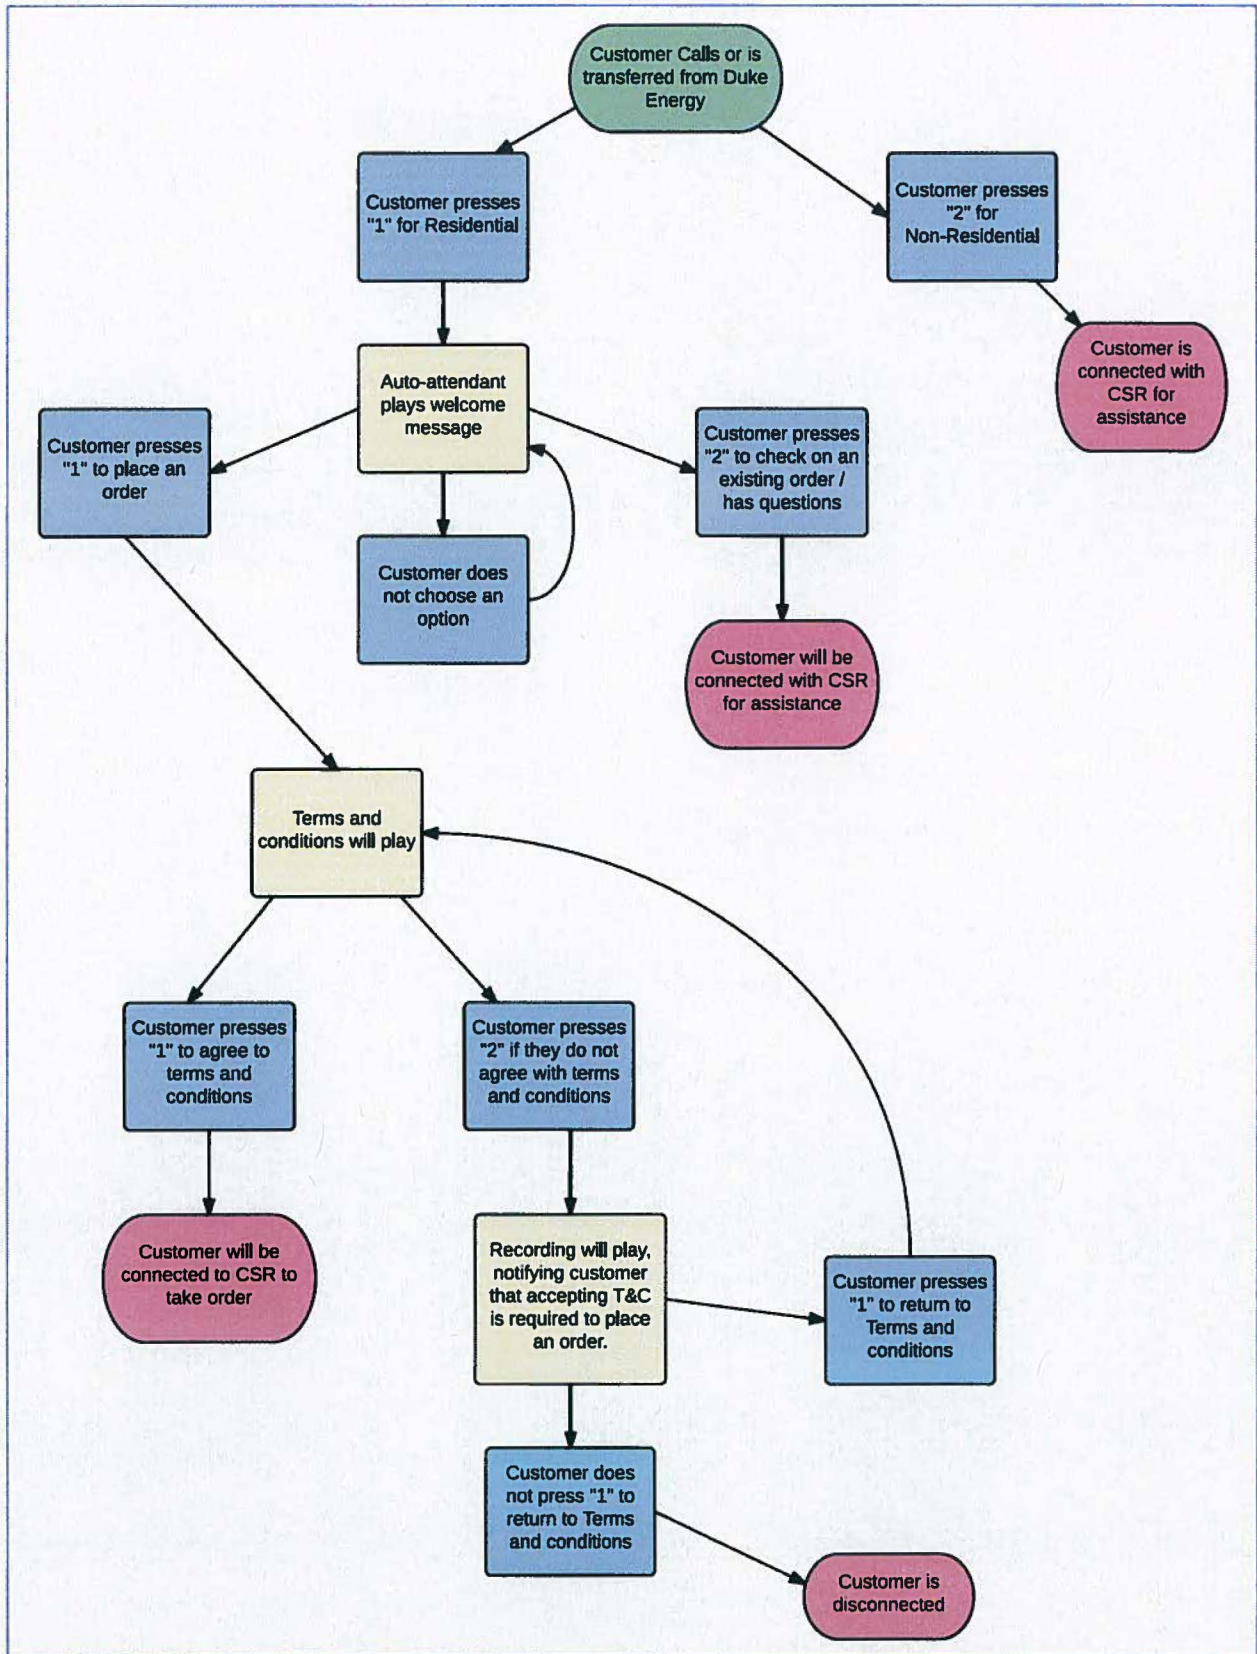 Customer Calls or is
transferred from Duke
Energy
Customer presses
"1" for Residential
Customer presses
"2" for
Non-Residential
Customer is
connected with
CSR for
assistance
Auto-attendant
plays welcome
message
Customer presses
"1" to place an
order
Customer presses
"2" to check on an
existing order /
has questions
Customer does
not choose an
option
Customer will be
connected with CSR
for assistance
Terms and
conditions will play
Customer presses
"1" to agree to
terms and
conditions
Customer presses
"2" if they do not
agree with terms
and conditions
Customer will be
connected to CSR to
take order
Recording will play,
notifying customer
that accepting T&C
is required to place
an order.
Customer presses
"1" to return to
Terms and
conditions
Customer does
not press "1" to
return to Terms
and conditions
Customer is
disconnected